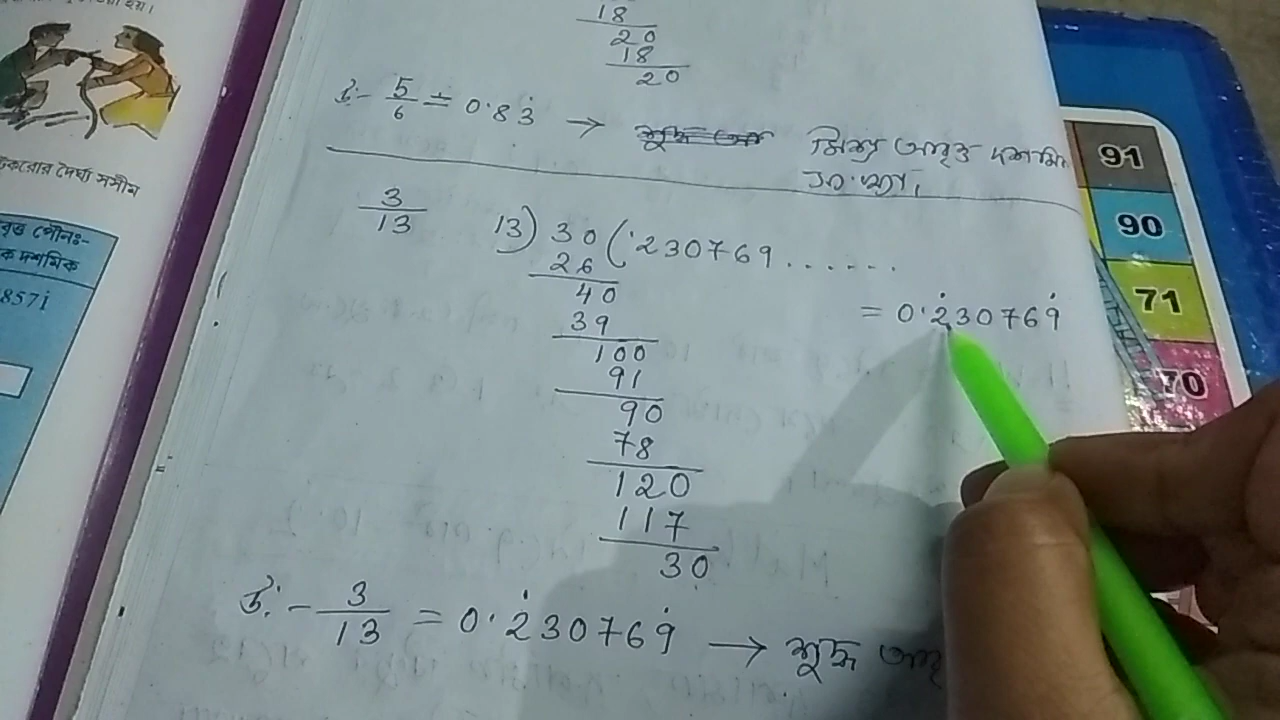 18
20
18
20
উঃ- 5/6 = 0.83̇ → মিশ্র আবৃত দশমিক
সংখ্যা।
3/13
13) 30 ( .230769......
26
40
= 0.2̇30769̇
39
100
91
90
78
120
117
30
উঃ- 3/13 = 0.2̇30769̇ → শুদ্ধ আবৃ
দৈর্ঘ্য সসীম
পৌনঃ-
ক দশমিক
857i̇
91
90
71
70